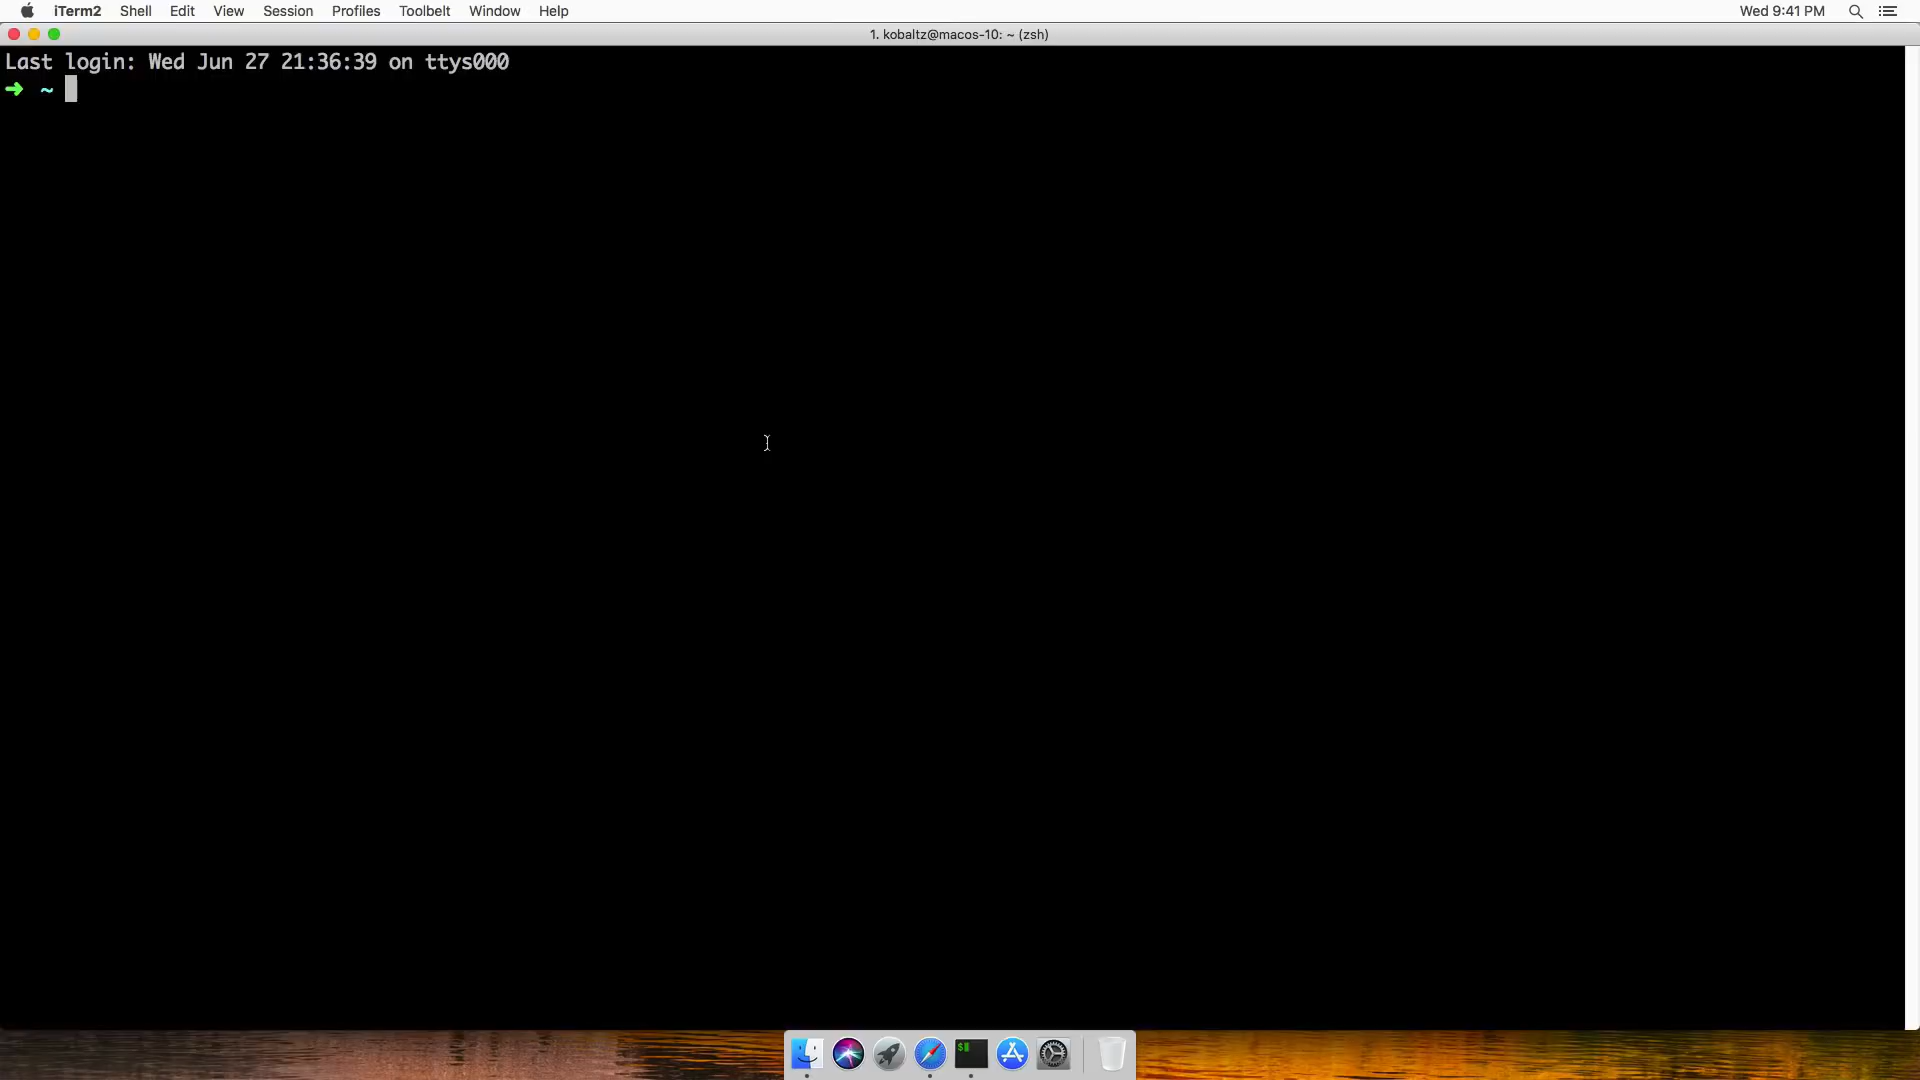 iTerm2 Shell Edit View Session Profiles Toolbelt Window Help Wed 9:41 PM
1. kobaltz@macos-10: ~ (zsh)
Last login: Wed Jun 27 21:36:39 on ttys000
➜ ~
$